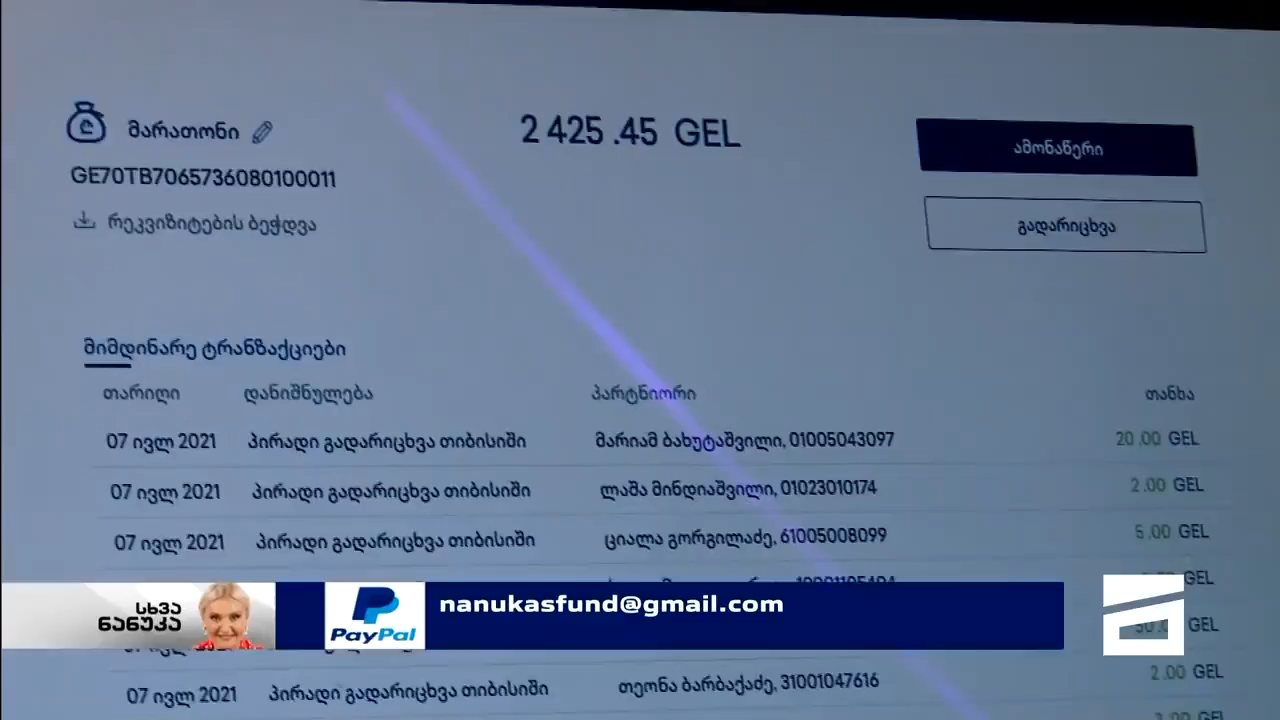 მარათონი
2 425.45 GEL
ამონაწერი
GE70TB7065736080100011
რეკვიზიტების ბეჭდვა
გადარიცხვა
მიმდინარე ტრანზაქციები
თარიღი დანიშნულება პარტნიორი თანხა
07 ივლ 2021 პირადი გადარიცხვა თიბისიში მარიამ ბახუტაშვილი, 01005043097 20.00 GEL
07 ივლ 2021 პირადი გადარიცხვა თიბისიში ლაშა მინდიაშვილი, 01023010174 2.00 GEL
07 ივლ 2021 პირადი გადარიცხვა თიბისიში ციალა გორგილაძე, 61005008099 5.00 GEL
GEL
სხვა
ნანუკა
PayPal
nanukasfund@gmail.com
GEL
07 ივლ 2021 პირადი გადარიცხვა თიბისიში თეონა ბარბაქაძე, 31001047616 2.00 GEL